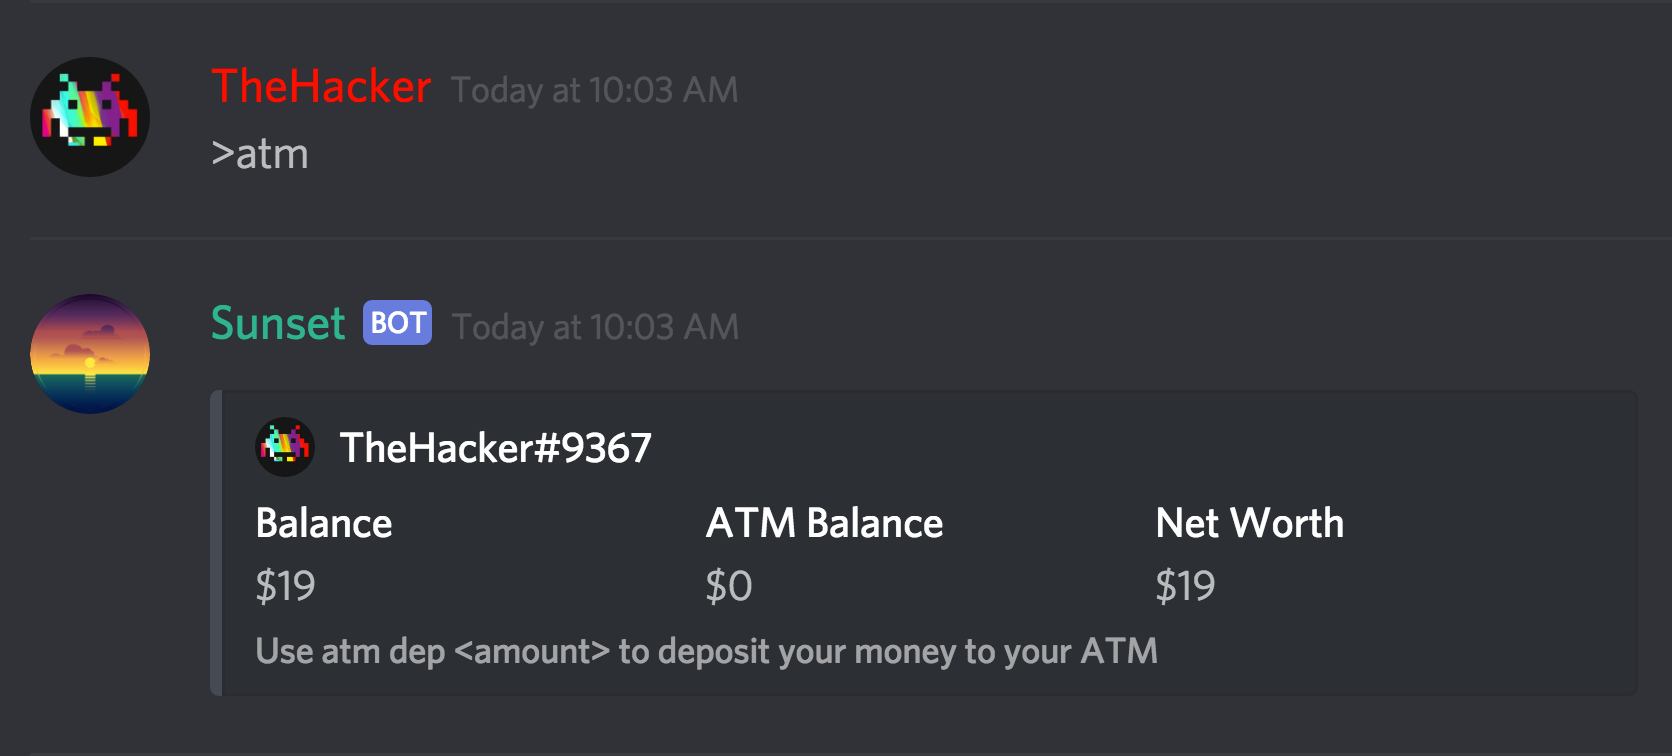 TheHacker Today at 10:03 AM
>atm
Sunset BOT Today at 10:03 AM
TheHacker#9367
Balance ATM Balance Net Worth
$19 $0 $19
Use atm dep <amount> to deposit your money to your ATM